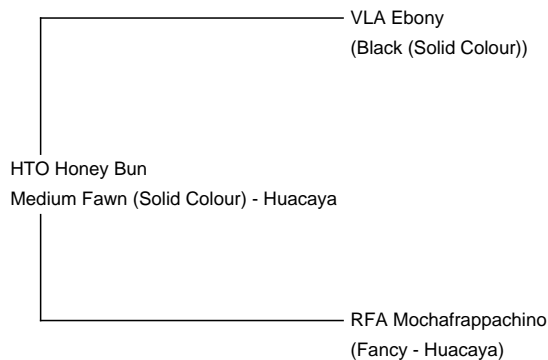 VLA Ebony
(Black (Solid Colour))
HTO Honey Bun
Medium Fawn (Solid Colour) - Huacaya
RFA Mochafrappachino
(Fancy - Huacaya)